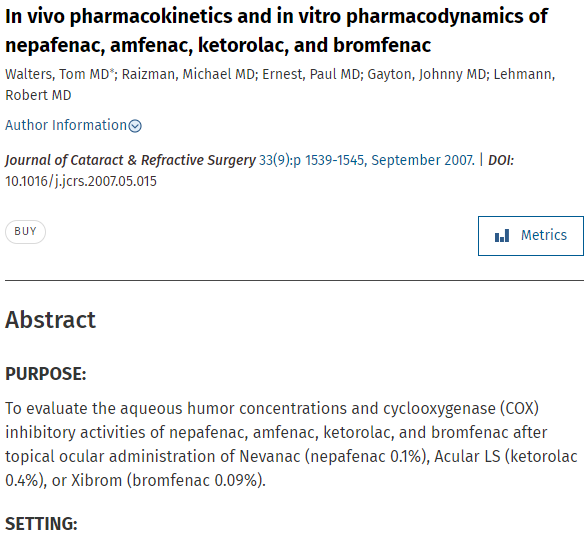 In vivo pharmacokinetics and in vitro pharmacodynamics of
nepafenac, amfenac, ketorolac, and bromfenac
Walters, Tom MD*; Raizman, Michael MD; Ernest, Paul MD; Gayton, Johnny MD; Lehmann,
Robert MD
Author Information
Journal of Cataract & Refractive Surgery 33(9):p 1539-1545, September 2007. | DOI:
10.1016/j.jcrs.2007.05.015
BUY
Metrics
Abstract
PURPOSE:
To evaluate the aqueous humor concentrations and cyclooxygenase (COX)
inhibitory activities of nepafenac, amfenac, ketorolac, and bromfenac after
topical ocular administration of Nevanac (nepafenac 0.1%), Acular LS (ketorolac
0.4%), or Xibrom (bromfenac 0.09%).
SETTING: